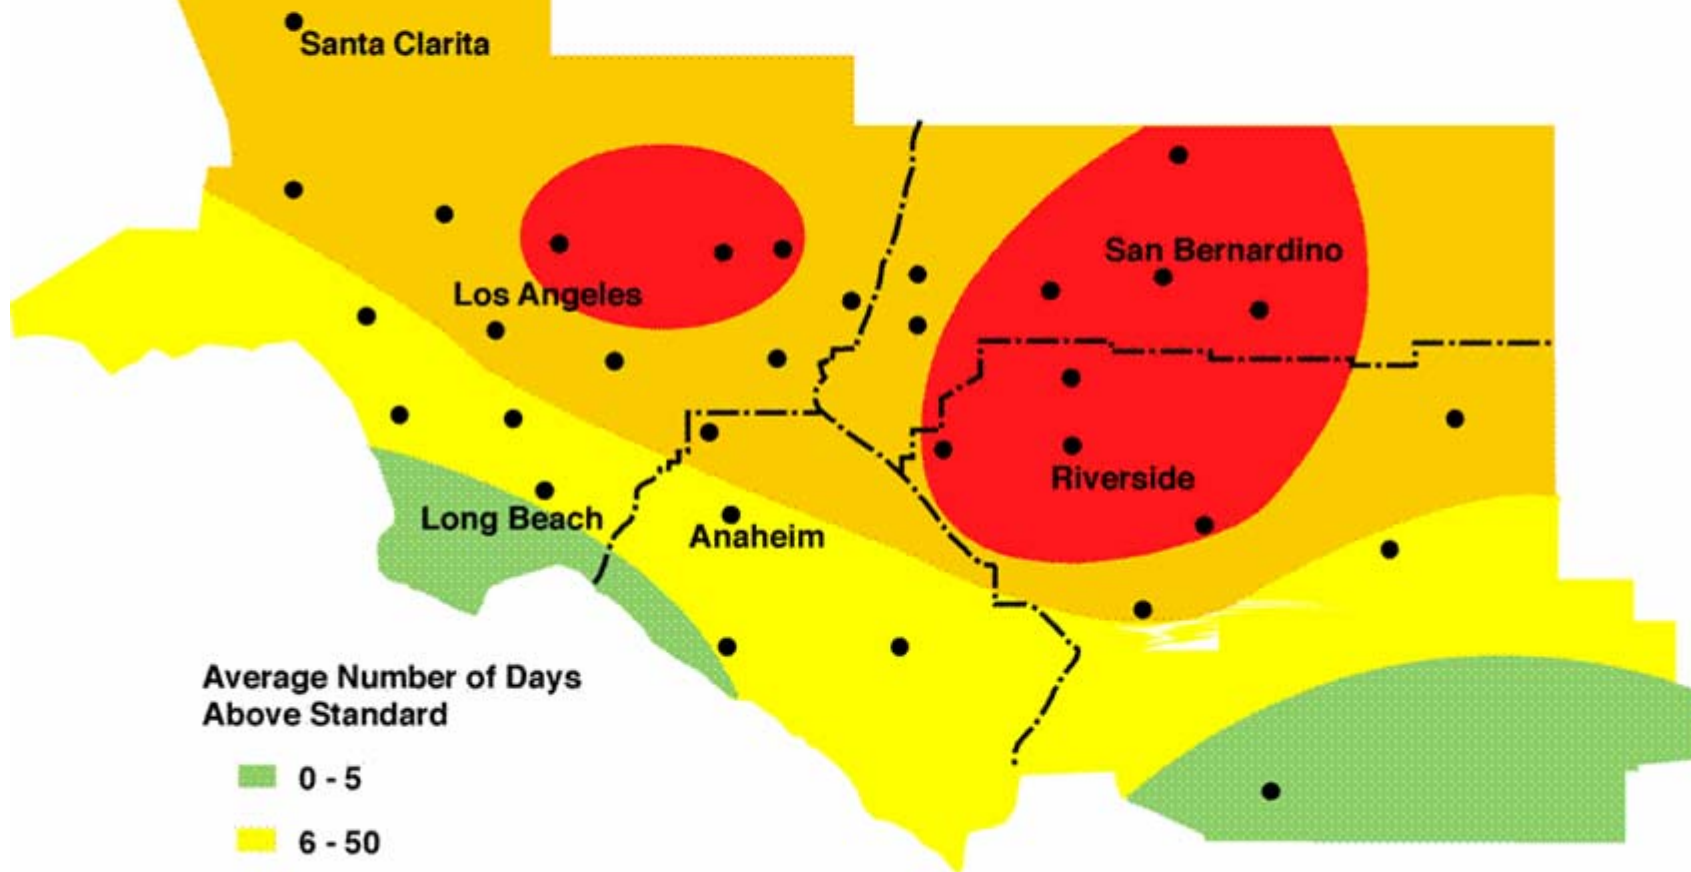 Santa Clarita
San Bernardino
Los Angeles
Riverside
Long Beach
Anaheim
Average Number of Days
Above Standard
0 - 5
6 - 50